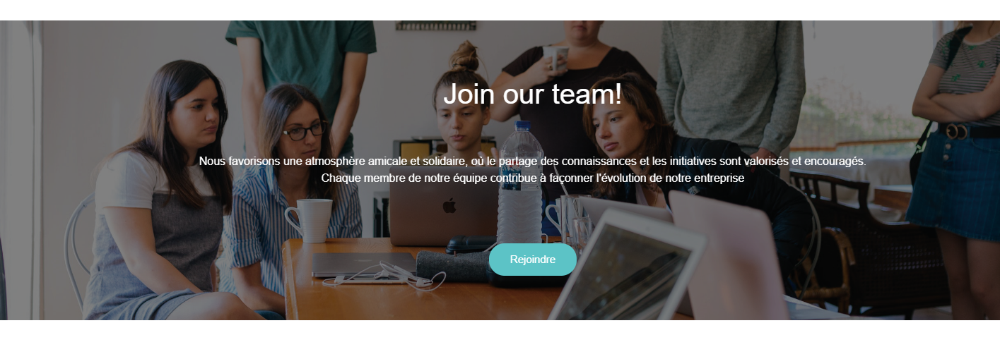 Join our team!
Nous favorisons une atmosphère amicale et solidaire, où le partage des connaissances et les initiatives sont valorisés et encouragés.
Chaque membre de notre équipe contribue à façonner l'évolution de notre entreprise
Rejoindre